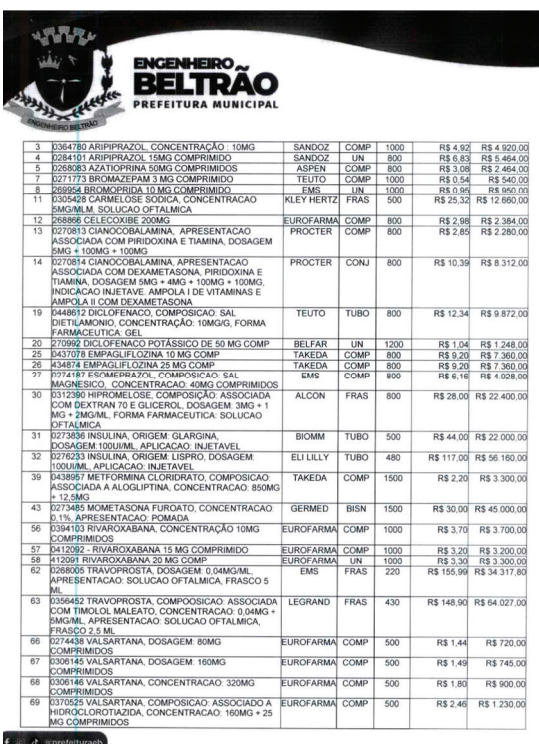 ENGENHEIRO
BELTRÃO
PREFEITURA MUNICIPAL
ENGENHEIRO BELTRÃO
3 0364780 ARIPIPRAZOL, CONCENTRAÇÃO : 10MG SANDOZ COMP 1000 R$ 4,92 R$ 4.920,00
4 0284101 ARIPIPRAZOL 15MG COMPRIMIDO SANDOZ UN 800 R$ 6,83 R$ 5.464,00
5 0268083 AZATIOPRINA 50MG COMPRIMIDOS ASPEN COMP 800 R$ 3,08 R$ 2.464,00
7 0271773 BROMAZEPAM 3 MG COMPRIMIDO TEUTO COMP 1000 R$ 0,54 R$ 540,00
8 269954 BROMOPRIDA 10 MG COMPRIMIDO EMS UN 1000 R$ 0,95 R$ 950,00
11 0305428 CARMELOSE SODICA, CONCENTRACAO KLEY HERTZ FRAS 500 R$ 25,32 R$ 12.660,00
5MG/MLM, SOLUCAO OFTALMICA
12 268866 CELECOXIBE 200MG EUROFARMA COMP 800 R$ 2,98 R$ 2.384,00
13 0270813 CIANOCOBALAMINA, APRESENTACAO PROCTER COMP 800 R$ 2,85 R$ 2.280,00
ASSOCIADA COM PIRIDOXINA E TIAMINA, DOSAGEM
5MG + 100MG + 100MG
14 0270814 CIANOCOBALAMINA, APRESENTACAO PROCTER CONJ 800 R$ 10,39 R$ 8.312,00
ASSOCIADA COM DEXAMETASONA, PIRIDOXINA E
TIAMINA, DOSAGEM 5MG + 4MG + 100MG + 100MG,
INDICACAO INJETAVE. AMPOLA I DE VITAMINAS E
AMPOLA II COM DEXAMETASONA
19 0448612 DICLOFENACO, COMPOSICAO: SAL TEUTO TUBO 800 R$ 12,34 R$ 9.872,00
DIETILAMONIO, CONCENTRAÇÃO: 10MG/G, FORMA
FARMACEUTICA: GEL
20 270992 DICLOFENACO POTÁSSICO DE 50 MG COMP BELFAR UN 1200 R$ 1,04 R$ 1.248,00
25 0437078 EMPAGLIFLOZINA 10 MG COMP TAKEDA COMP 800 R$ 9,20 R$ 7.360,00
26 434874 EMPAGLIFLOZINA 25 MG COMP TAKEDA COMP 800 R$ 9,20 R$ 7.360,00
27 0274187 ESOMEPRAZOL, COMPOSICAO: SAL EMS COMP 800 R$ 6,16 R$ 4.928,00
MAGNESICO, CONCENTRACAO: 40MG COMPRIMIDOS
30 0312390 HIPROMELOSE, COMPOSIÇÃO: ASSOCIADA ALCON FRAS 800 R$ 28,00 R$ 22.400,00
COM DEXTRAN 70 E GLICEROL, DOSAGEM: 3MG + 1
MG + 2MG/ML, FORMA FARMACEUTICA: SOLUCAO
OFTALMICA
31 0273836 INSULINA, ORIGEM: GLARGINA, BIOMM TUBO 500 R$ 44,00 R$ 22.000,00
DOSAGEM:100UI/ML, APLICACAO: INJETAVEL
32 0276233 INSULINA, ORIGEM: LISPRO, DOSAGEM: ELI LILLY TUBO 480 R$ 117,00 R$ 56.160,00
100UI/ML, APLICACAO: INJETAVEL
39 0438957 METFORMINA CLORIDRATO, COMPOSICAO: TAKEDA COMP 1500 R$ 2,20 R$ 3.300,00
ASSOCIADA A ALOGLIPTINA, CONCENTRACAO: 850MG
+ 12,5MG
43 0273485 MOMETASONA FUROATO, CONCENTRACAO: GERMED BISN 1500 R$ 30,00 R$ 45.000,00
0,1%, APRESENTACAO: POMADA
56 0394103 RIVAROXABANA, CONCENTRAÇÃO 10MG EUROFARMA COMP 1000 R$ 3,70 R$ 3.700,00
COMPRIMIDOS
57 0412092 - RIVAROXABANA 15 MG COMPRIMIDO EUROFARMA COMP 1000 R$ 3,20 R$ 3.200,00
58 412091 RIVAROXABANA 20 MG COMPRIMIDO EUROFARMA UN 1000 R$ 3,30 R$ 3.300,00
62 0268005 TRAVOPROSTA, DOSAGEM: 0,04MG/ML, EMS FRAS 220 R$ 155,99 R$ 34.317,80
APRESENTACAO: SOLUCAO OFTALMICA, FRASCO 5
ML
63 0356452 TRAVOPROSTA, COMPOOSICAO: ASSOCIADA LEGRAND FRAS 430 R$ 148,90 R$ 64.027,00
COM TIMOLOL MALEATO, CONCENTRACAO: 0,04MG +
5MG/ML, APRESENTACAO: SOLUCAO OFTALMICA,
FRASCO 2,5 ML
66 0274438 VALSARTANA, DOSAGEM: 80MG EUROFARMA COMP 500 R$ 1,44 R$ 720,00
COMPRIMIDOS
67 0306145 VALSARTANA, DOSAGEM: 160MG EUROFARMA COMP 500 R$ 1,49 R$ 745,00
COMPRIMIDOS
68 0306146 VALSARTANA, CONCENTRACAO: 320MG EUROFARMA COMP 500 R$ 1,80 R$ 900,00
COMPRIMIDOS
69 0370525 VALSARTANA, COMPOSICAO: ASSOCIADO A EUROFARMA COMP 500 R$ 2,46 R$ 1.230,00
HIDROCLOROTIAZIDA, CONCENTRACAO: 160MG + 25
MG COMPRIMIDOS
@prefeituraeb